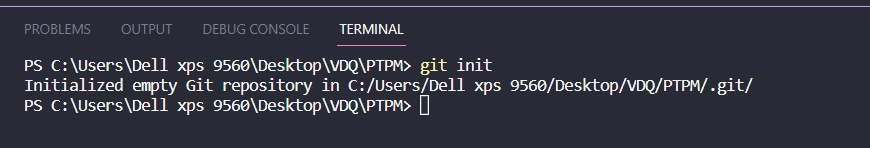 PROBLEMS OUTPUT DEBUG CONSOLE TERMINAL
PS C:\Users\Dell xps 9560\Desktop\VDQ\PTPM> git init
Initialized empty Git repository in C:/Users/Dell xps 9560/Desktop/VDQ/PTPM/.git/
PS C:\Users\Dell xps 9560\Desktop\VDQ\PTPM>